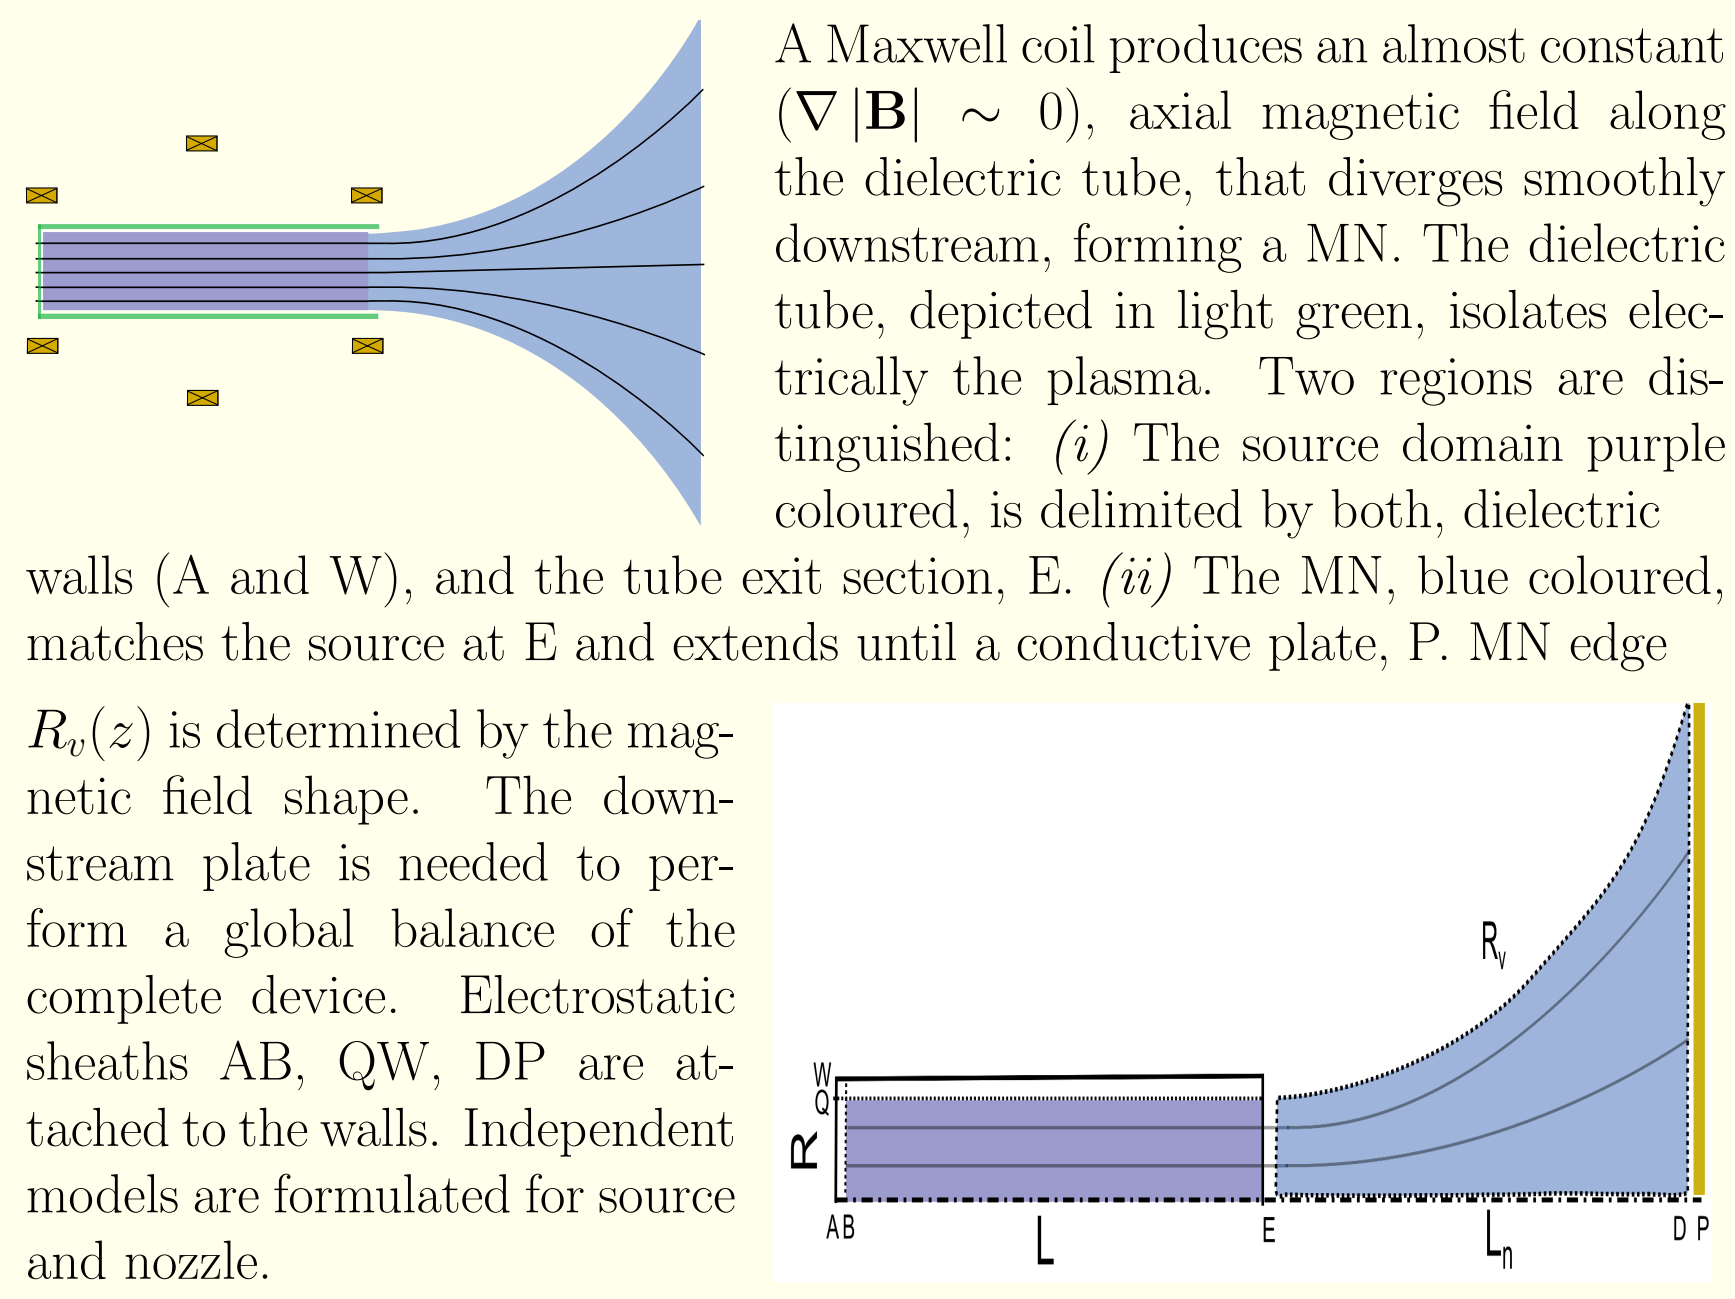 A Maxwell coil produces an almost constant
(∇|B| ∼ 0), axial magnetic field along
the dielectric tube, that diverges smoothly
downstream, forming a MN. The dielectric
tube, depicted in light green, isolates elec-
trically the plasma. Two regions are dis-
tinguished: (i) The source domain purple
coloured, is delimited by both, dielectric
walls (A and W), and the tube exit section, E. (ii) The MN, blue coloured,
matches the source at E and extends until a conductive plate, P. MN edge
R_v(z) is determined by the mag-
netic field shape. The down-
stream plate is needed to per-
form a global balance of the
complete device. Electrostatic
sheaths AB, QW, DP are at-
tached to the walls. Independent
models are formulated for source
and nozzle.
R_v
W
Q
R
A B E D P
L L_n